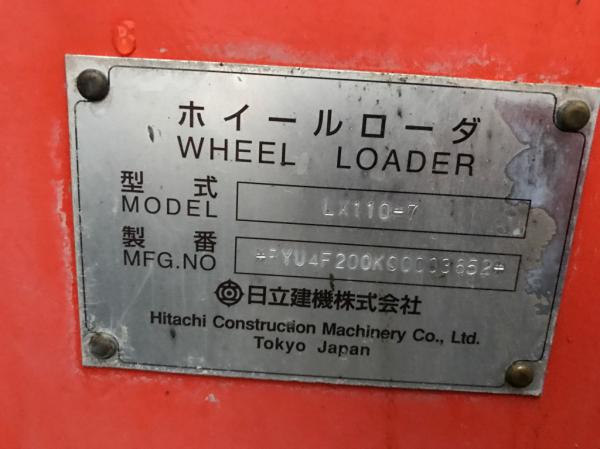 ホイールローダ
WHEEL LOADER
型 式
MODEL LX110-7
製 番
MFG.NO
日立建機株式会社
Hitachi Construction Machinery Co., Ltd.
Tokyo Japan